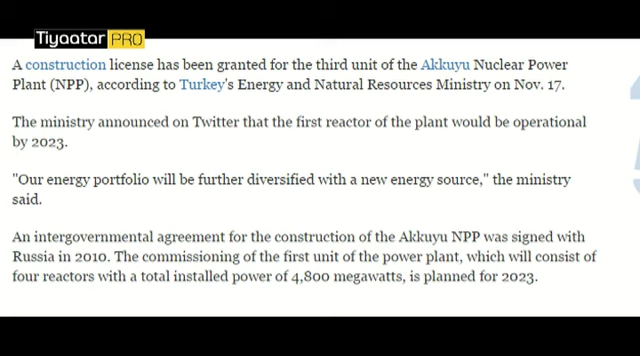 Tiyaatar PRO
A construction license has been granted for the third unit of the Akkuyu Nuclear Power
Plant (NPP), according to Turkey's Energy and Natural Resources Ministry on Nov. 17.
The ministry announced on Twitter that the first reactor of the plant would be operational
by 2023.
"Our energy portfolio will be further diversified with a new energy source," the ministry
said.
An intergovernmental agreement for the construction of the Akkuyu NPP was signed with
Russia in 2010. The commissioning of the first unit of the power plant, which will consist of
four reactors with a total installed power of 4,800 megawatts, is planned for 2023.